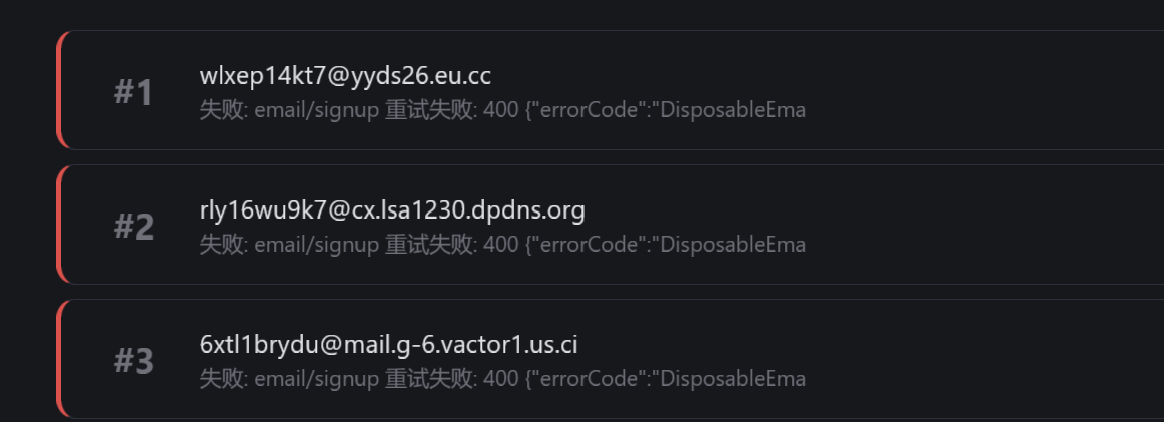 #1
wlxep14kt7@yyds26.eu.cc
失败: email/signup 重试失败: 400 {"errorCode":"DisposableEma
#2
rly16wu9k7@cx.lsa1230.dpdns.org
失败: email/signup 重试失败: 400 {"errorCode":"DisposableEma
#3
6xtl1brydu@mail.g-6.vactor1.us.ci
失败: email/signup 重试失败: 400 {"errorCode":"DisposableEma